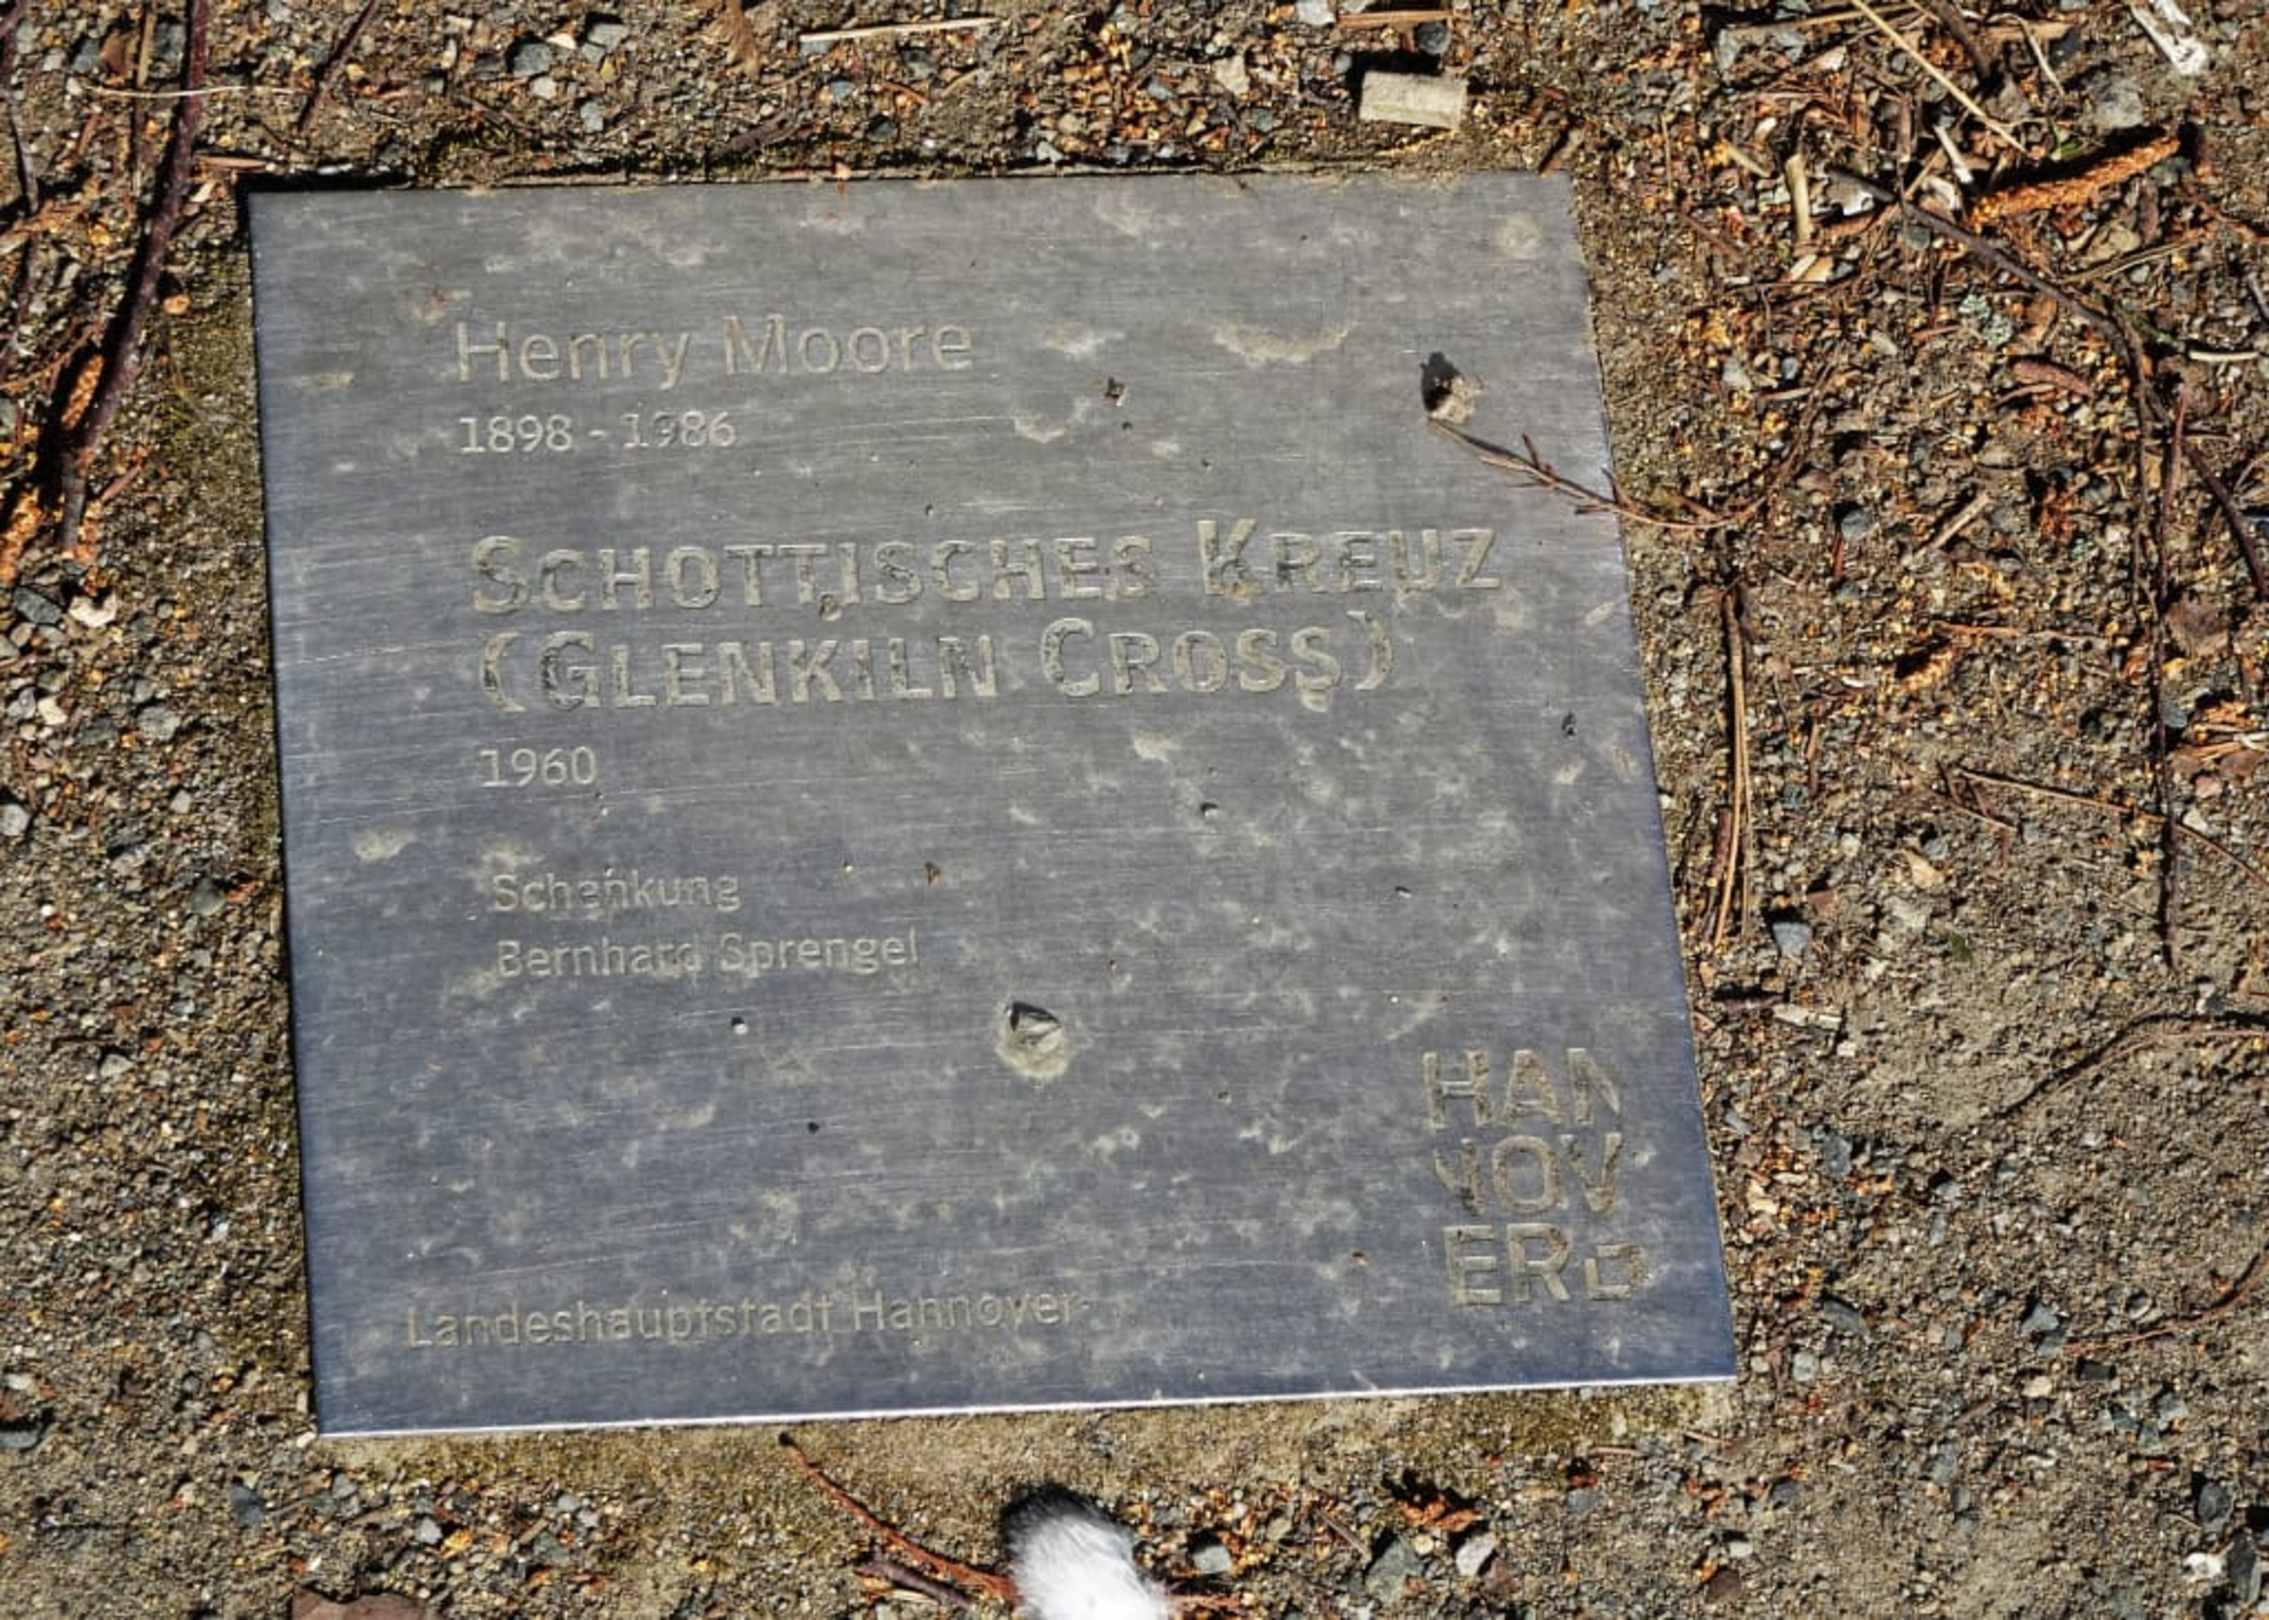 Henry Moore
1898 - 1986
SCHOTTISCHES KREUZ
(GLENKILN CROSS)
1960
Schenkung
Bernhard Sprengel
HAN
NOV
ER
Landeshauptstadt Hannover